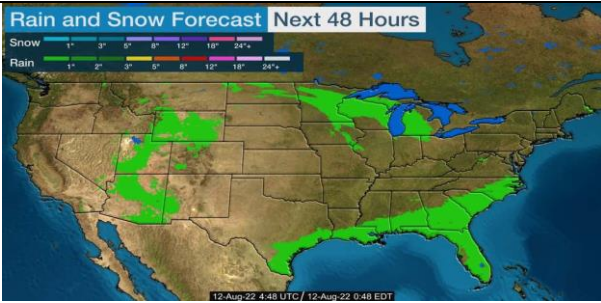 Rain and Snow Forecast Next 48 Hours
Snow 1" 3" 5" 8" 12" 18" 24"+
Rain 1" 2" 3" 5" 8" 12" 18" 24"+
12-Aug-22 4:48 UTC / 12-Aug-22 0:48 EDT